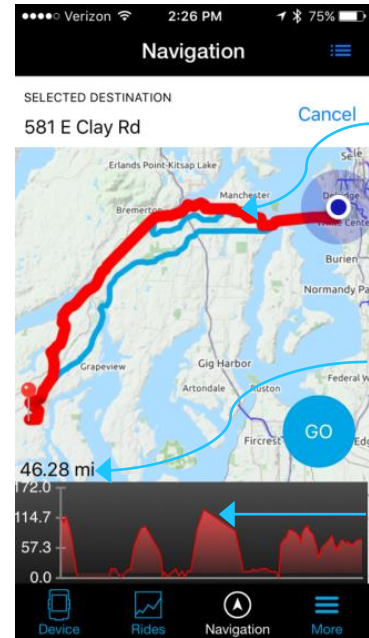 Verizon 2:26 PM 75%
Navigation
SELECTED DESTINATION
581 E Clay Rd
Cancel
Erlands Point-Kitsap Lake
Manchester
Bremerton
Burien
Normandy Pa
Grapeview
Gig Harbor
Artondale
Ruston
Federal W
Fircrest
GO
46.28 mi
172.0
114.7
57.3
0.0
Device Rides Navigation More